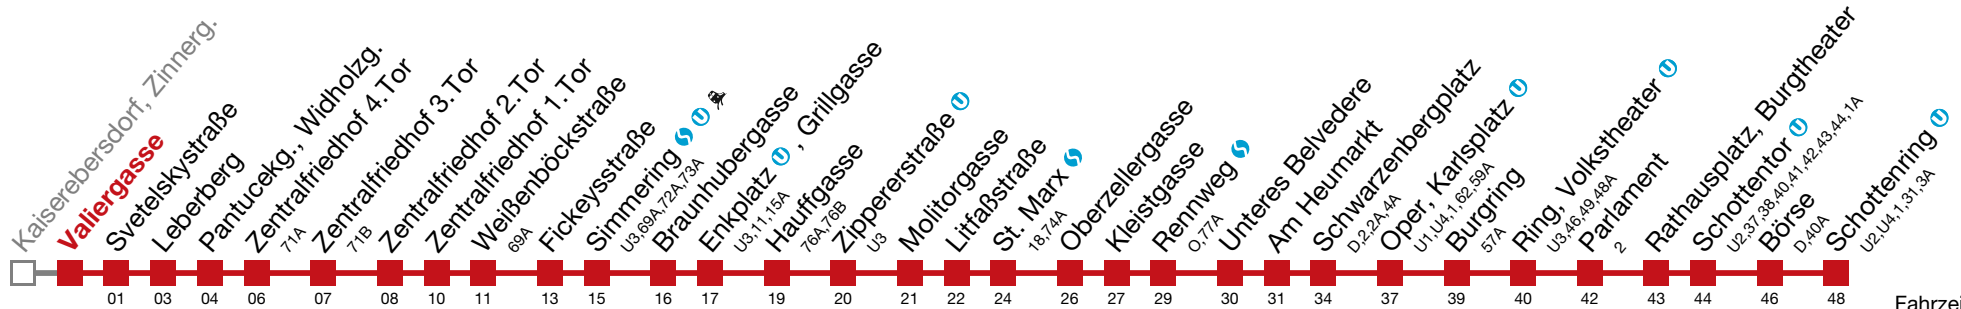 Kaiserebersdorf, Zinnerg.
Valiergasse
Svetelskystraße
01
Leberberg
03
Pantucekg., Widholzg.
04
Zentralfriedhof 4.Tor
71A
06
Zentralfriedhof 3.Tor
71B
07
Zentralfriedhof 2.Tor
08
Zentralfriedhof 1.Tor
10
Weißenböckstraße
69A
11
Fickeysstraße
13
Simmering S U
U3,69A,72A,73A
15
Braunhubergasse
16
Enkplatz U , Grillgasse
U3,11,15A
17
Hauffgasse
76A,76B
19
Zippererstraße U
U3
20
Molitorgasse
21
Litfaßstraße
22
St. Marx S
18,74A
24
Oberzellergasse
26
Kleistgasse
27
Rennweg S
O,77A
29
Unteres Belvedere
30
Am Heumarkt
31
Schwarzenbergplatz
D,2,2A,4A
34
Oper, Karlsplatz U
U1,U4,1,62,59A
37
Burgring
57A
39
Ring, Volkstheater U
U3,46,49,48A
40
Parlament
2
42
Rathausplatz, Burgtheater
43
Schottentor U
U2,37,38,40,41,42,43,44,1A
44
Börse
D,40A
46
Schottenring U
U2,U4,1,31,3A
48
Fahrzei